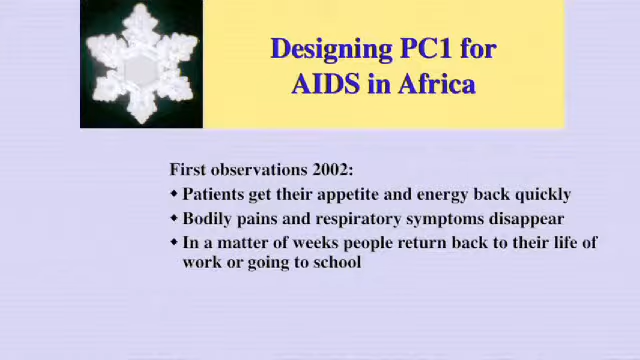 Designing PC1 for
AIDS in Africa
First observations 2002:
◆ Patients get their appetite and energy back quickly
◆ Bodily pains and respiratory symptoms disappear
◆ In a matter of weeks people return back to their life of
work or going to school